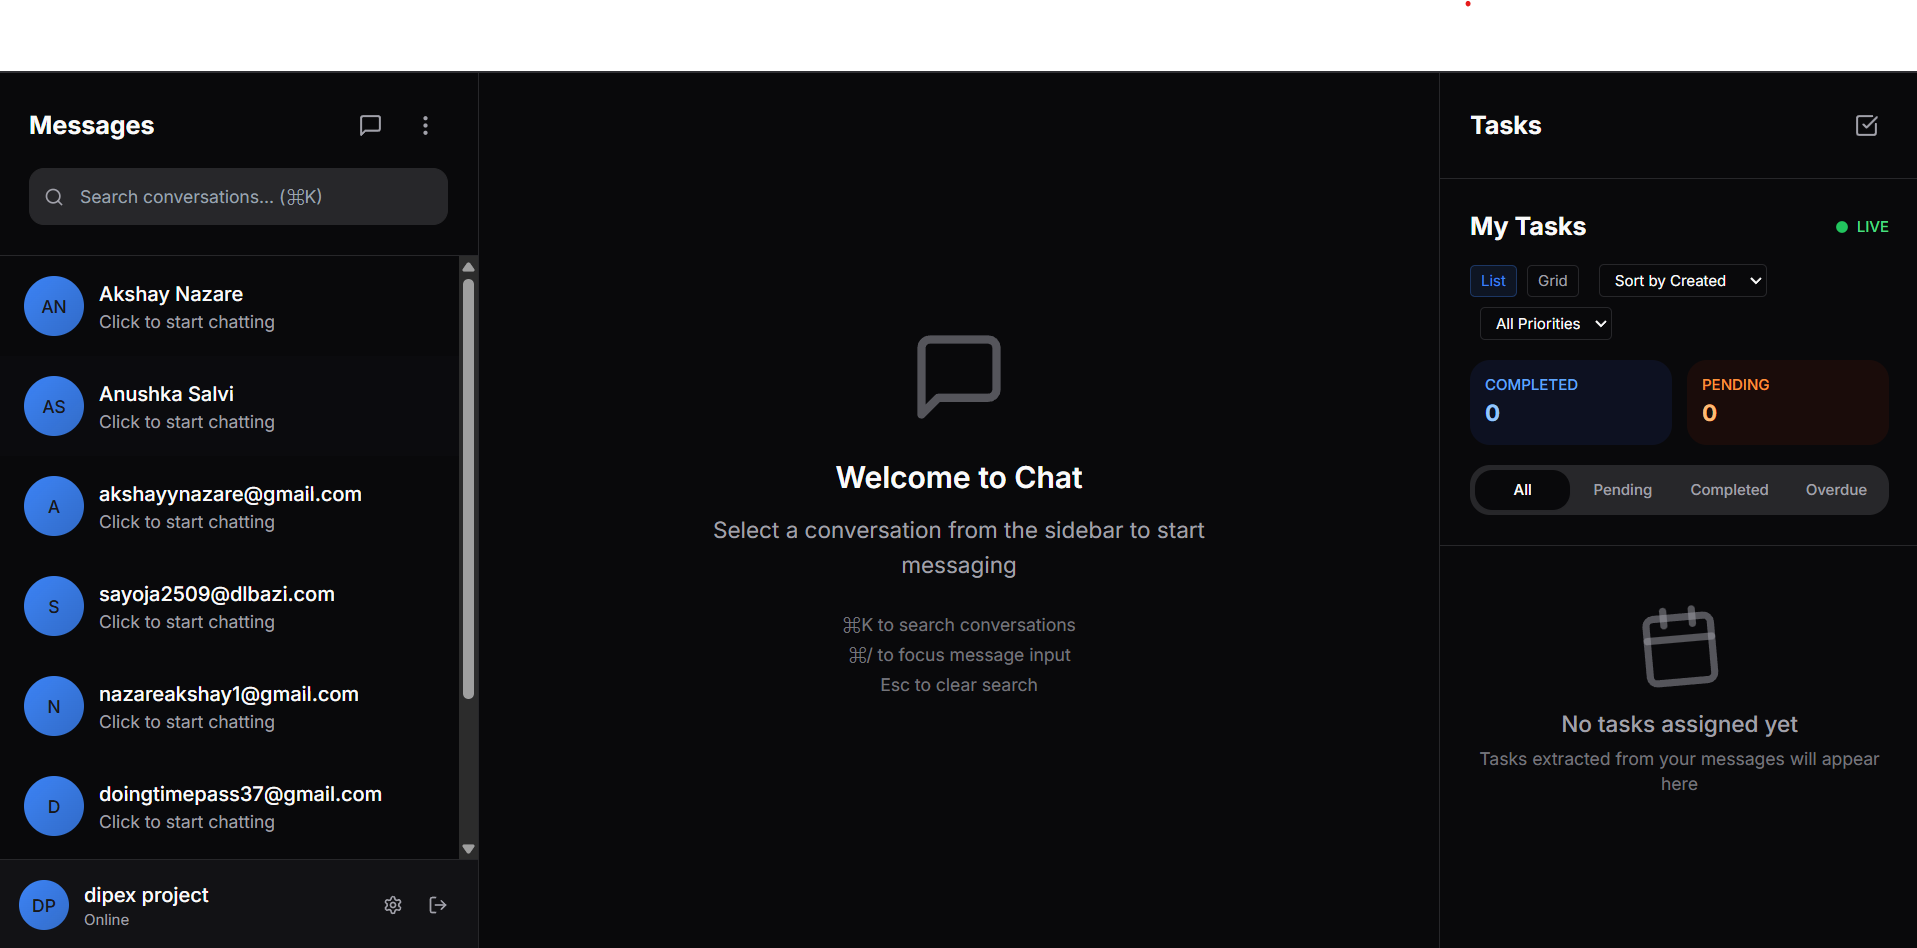 Messages
Search conversations... (⌘K)
AN
Akshay Nazare
Click to start chatting
AS
Anushka Salvi
Click to start chatting
A
akshayynazare@gmail.com
Click to start chatting
S
sayoja2509@dlbazi.com
Click to start chatting
N
nazareakshay1@gmail.com
Click to start chatting
D
doingtimepass37@gmail.com
Click to start chatting
DP
dipex project
Online
Welcome to Chat
Select a conversation from the sidebar to start
messaging
⌘K to search conversations
⌘/ to focus message input
Esc to clear search
Tasks
My Tasks
LIVE
List
Grid
Sort by Created
All Priorities
COMPLETED
0
PENDING
0
All
Pending
Completed
Overdue
No tasks assigned yet
Tasks extracted from your messages will appear
here